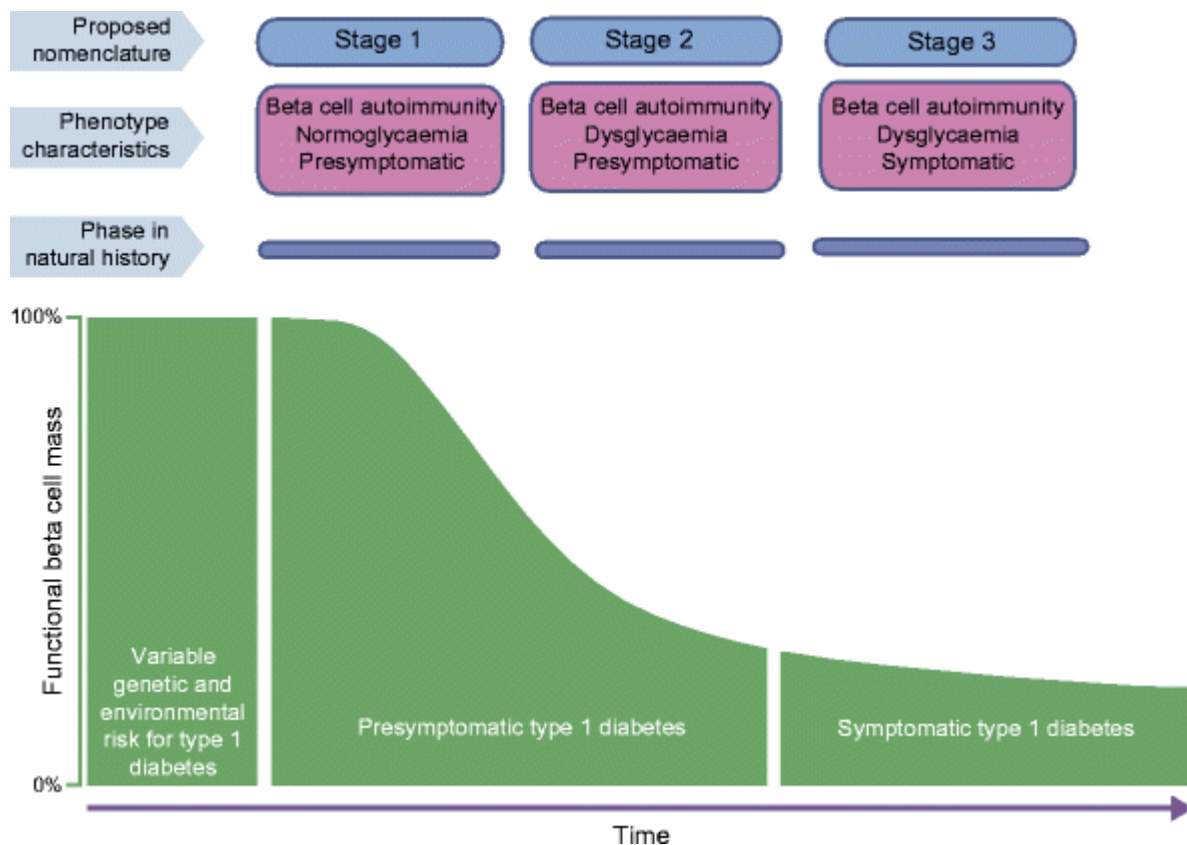 Proposed
nomenclature
Stage 1
Stage 2
Stage 3
Phenotype
characteristics
Beta cell autoimmunity
Normoglycaemia
Presymptomatic
Beta cell autoimmunity
Dysglycaemia
Presymptomatic
Beta cell autoimmunity
Dysglycaemia
Symptomatic
Phase in
natural history
100%
0%
Functional beta cell mass
Variable
genetic and
environmental
risk for type 1
diabetes
Presymptomatic type 1 diabetes
Symptomatic type 1 diabetes
Time